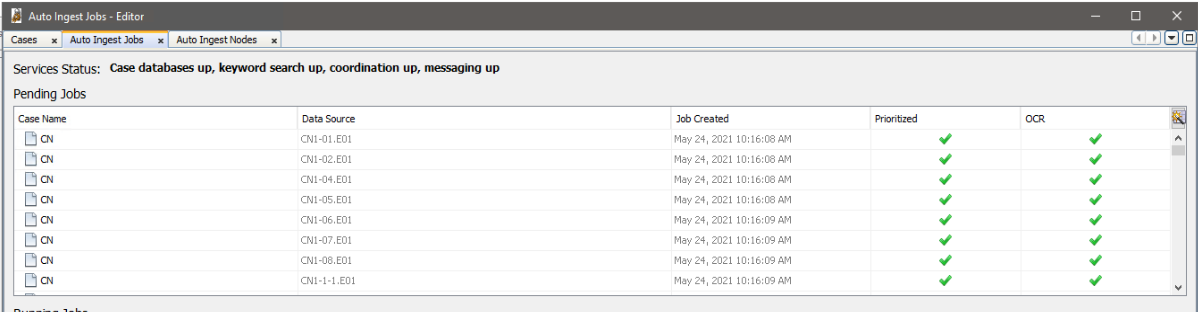 Auto Ingest Jobs - Editor
Cases x Auto Ingest Jobs x Auto Ingest Nodes x
Services Status: Case databases up, keyword search up, coordination up, messaging up
Pending Jobs
Case Name Data Source Job Created Prioritized OCR
CN CN1-01.E01 May 24, 2021 10:16:08 AM
CN CN1-02.E01 May 24, 2021 10:16:08 AM
CN CN1-04.E01 May 24, 2021 10:16:08 AM
CN CN1-05.E01 May 24, 2021 10:16:08 AM
CN CN1-06.E01 May 24, 2021 10:16:09 AM
CN CN1-07.E01 May 24, 2021 10:16:09 AM
CN CN1-08.E01 May 24, 2021 10:16:09 AM
CN CN1-1-1.E01 May 24, 2021 10:16:09 AM
Running Jobs